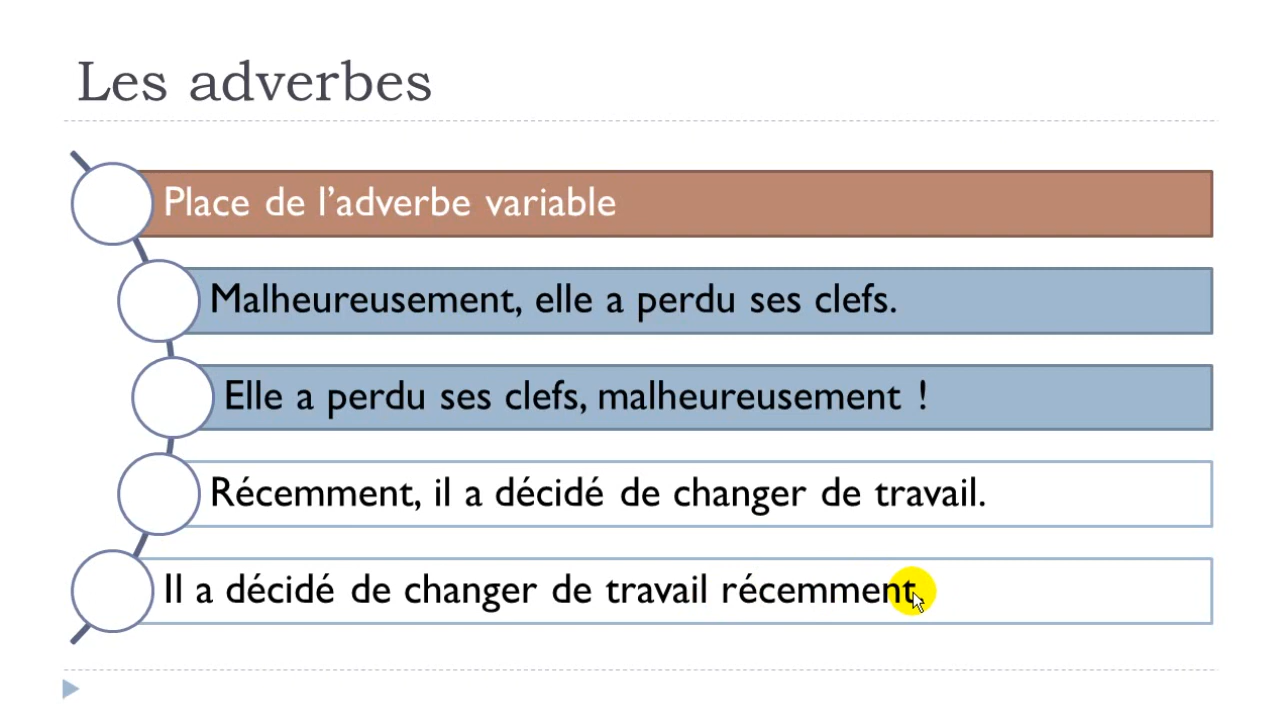 Les adverbes
Place de l’adverbe variable
Malheureusement, elle a perdu ses clefs.
Elle a perdu ses clefs, malheureusement !
Récemment, il a décidé de changer de travail.
Il a décidé de changer de travail récemment.